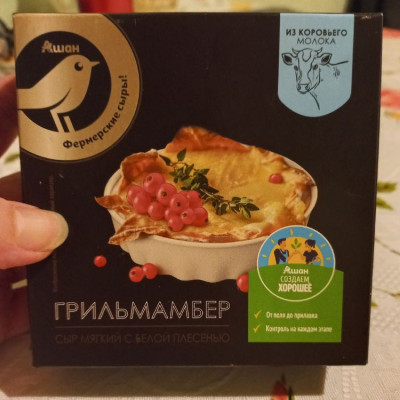 Ашан
Фермерские сыры!
ИЗ КОРОВЬЕГО
МОЛОКА
ГРИЛЬМАМБЕР
СЫР МЯГКИЙ С БЕЛОЙ ПЛЕСЕНЬЮ
Ашан
СОЗДАЕМ
ХОРОШЕЕ
От поля до прилавка
Контроль на каждом этапе